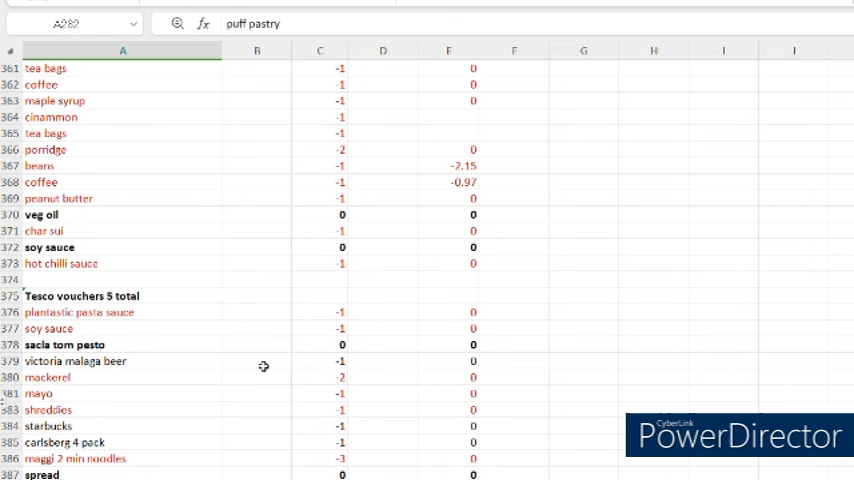 A282 fx puff pastry
A B C D E F G H I J
361 tea bags -1 0
362 coffee -1 0
363 maple syrup -1 0
364 cinammon -1
365 tea bags -1
366 porridge -2 0
367 beans -1 -2.15
368 coffee -1 -0.97
369 peanut butter -1 0
370 veg oil 0 0
371 char sui -1 0
372 soy sauce 0 0
373 hot chilli sauce -1 0
374
375 Tesco vouchers 5 total
376 plantastic pasta sauce -1 0
377 soy sauce -1 0
378 sacla tom pesto 0 0
379 victoria malaga beer -1 0
380 mackerel -2 0
381 mayo -1 0
383 shreddies -1 0
384 starbucks -1 0
385 carlsberg 4 pack -1 0
386 maggi 2 min noodles -3 0
387 spread 0 0
CyberLink
PowerDirector